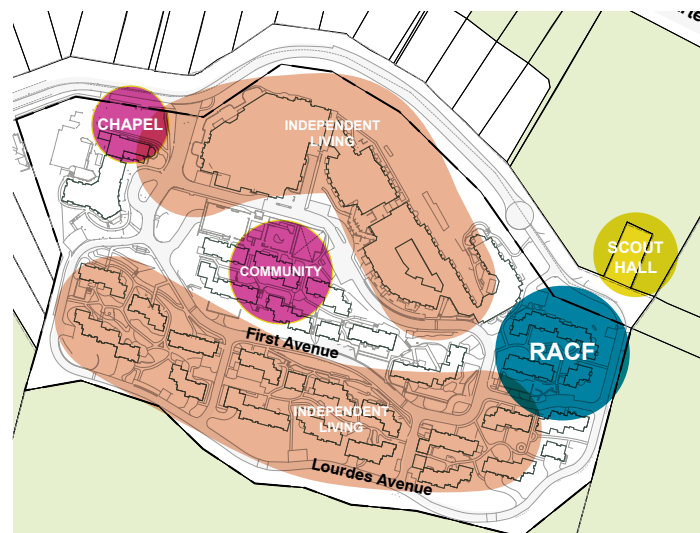 CHAPEL
INDEPENDENT
LIVING
SCOUT
HALL
COMMUNITY
First Avenue
RACF
INDEPENDENT
LIVING
Lourdes Avenue